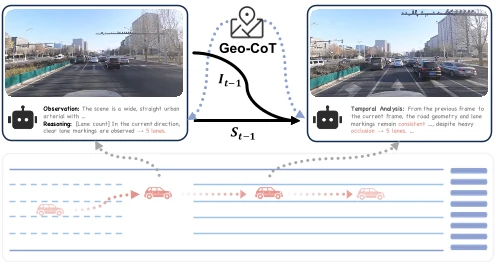 Geo-CoT
I_{t-1}
S_{t-1}
Observation: The scene is a wide, straight urban
arterial with ...
Reasoning: [Lane count] In the current direction,
clear lane markings are observed → 5 lanes.
Temporal Analysis: From the previous frame to
the current frame, the road geometry and lane
markings remain consistent ..., despite heavy
occlusion → 5 lanes. ...